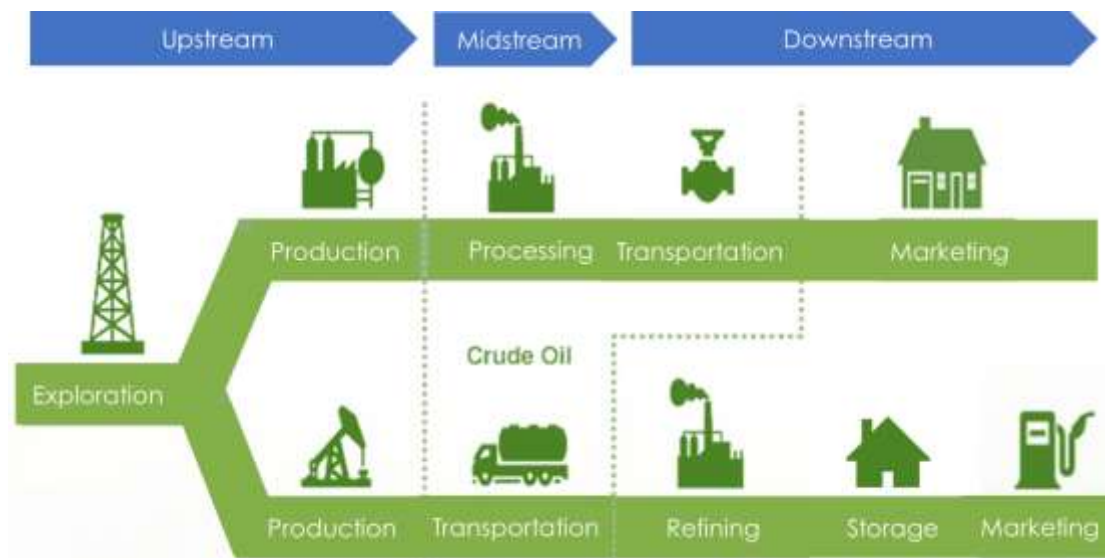 Upstream
Midstream
Downstream
Production
Processing
Transportation
Marketing
Crude Oil
Exploration
Production
Transportation
Refining
Storage
Marketing